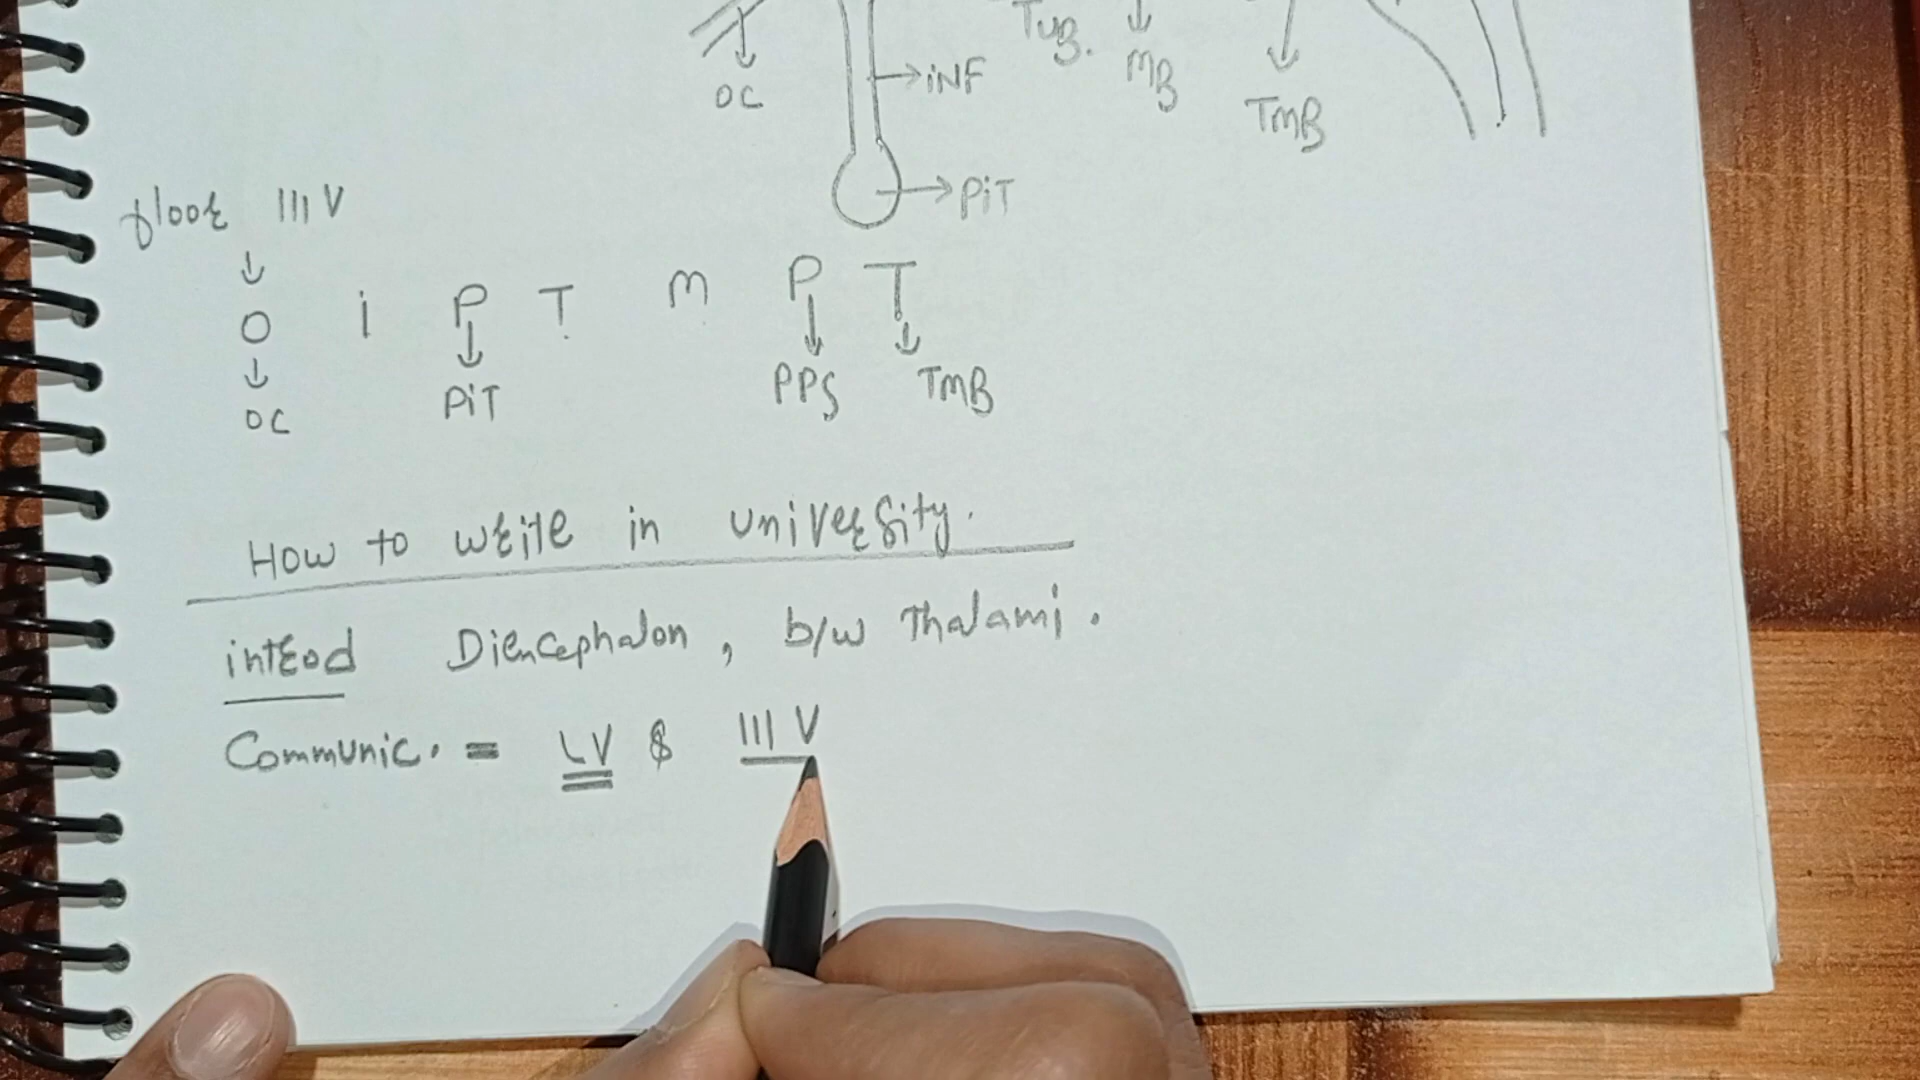 Tub.
MB
TMB
OC
iNF
PiT
floor III V
O i P T M P T
OC PiT PPS TMB
How to write in university.
introd Diencephalon, b/w Thalami.
Communic. = LV & III V